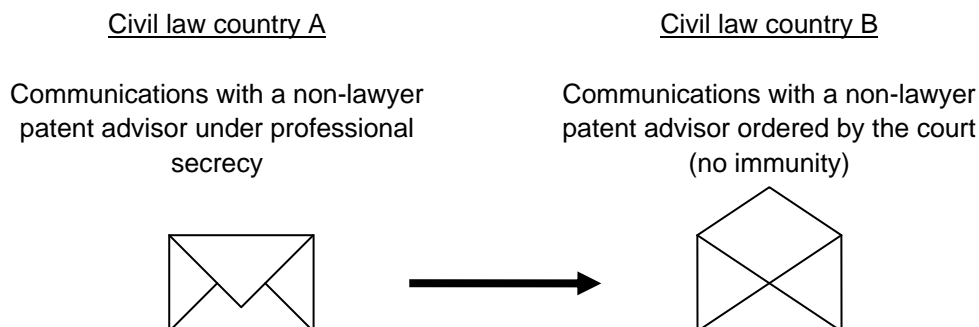 Civil law country A
Civil law country B
Communications with a non-lawyer
patent advisor under professional
secrecy
Communications with a non-lawyer
patent advisor ordered by the court
(no immunity)